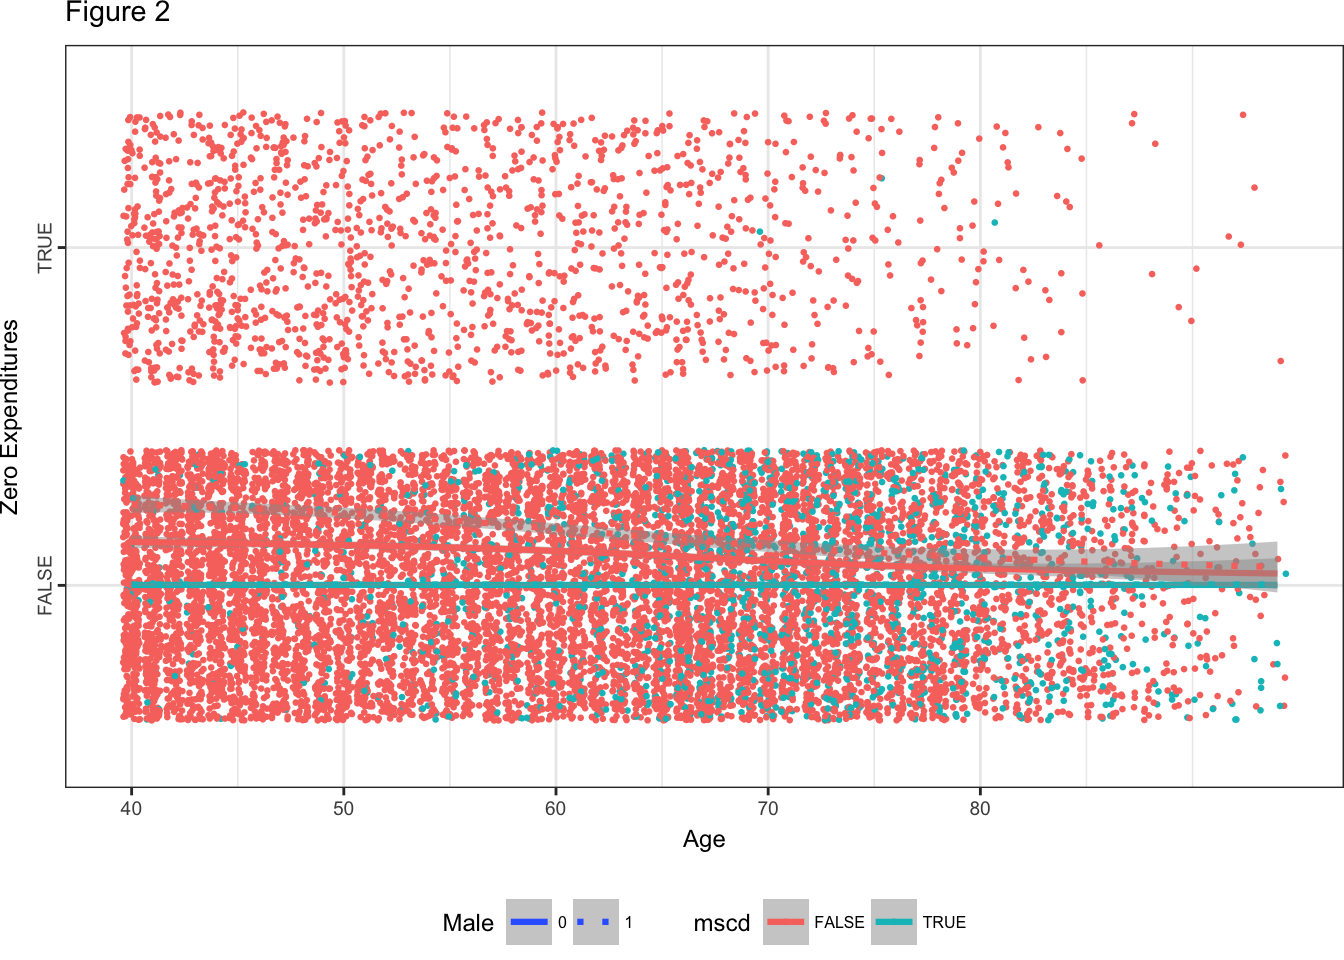 Figure 2
Zero Expenditures
TRUE
FALSE
40 50 60 70 80
Age
Male 0 1 mscd FALSE TRUE